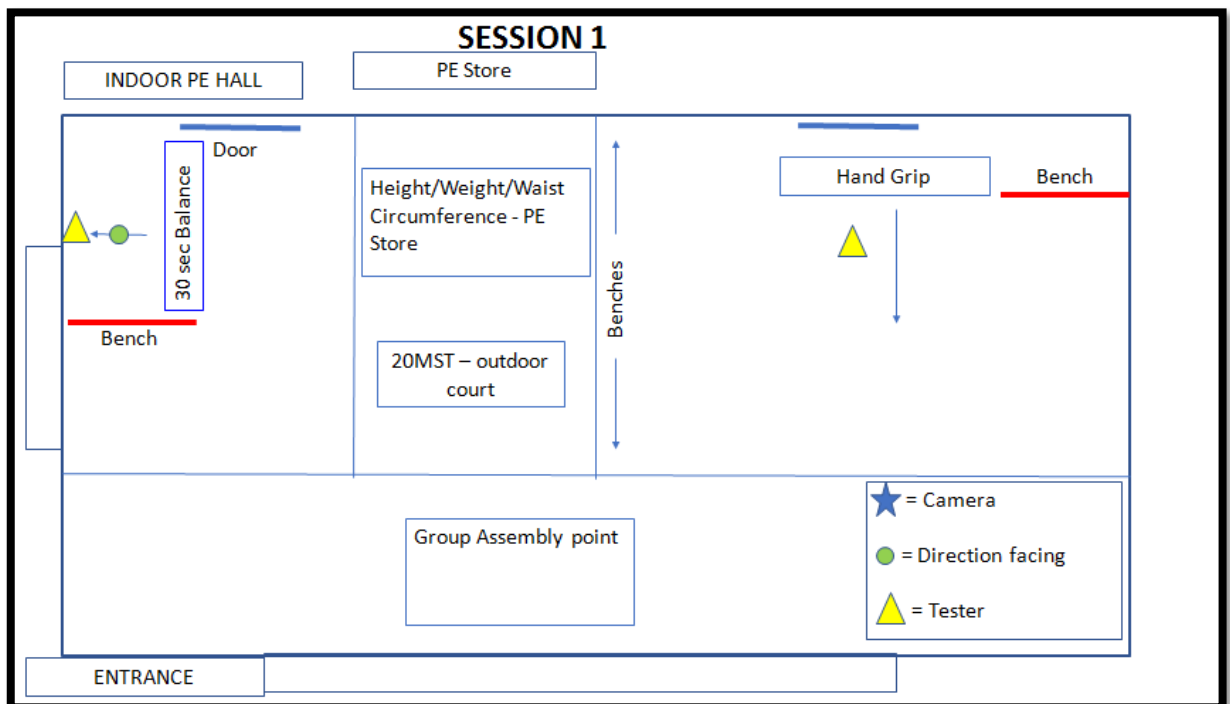 SESSION 1
INDOOR PE HALL
PE Store
Door
30 sec Balance
Bench
Height/Weight/Waist
Circumference - PE
Store
20MST – outdoor
court
Benches
Hand Grip
Bench
Group Assembly point
= Camera
= Direction facing
= Tester
ENTRANCE